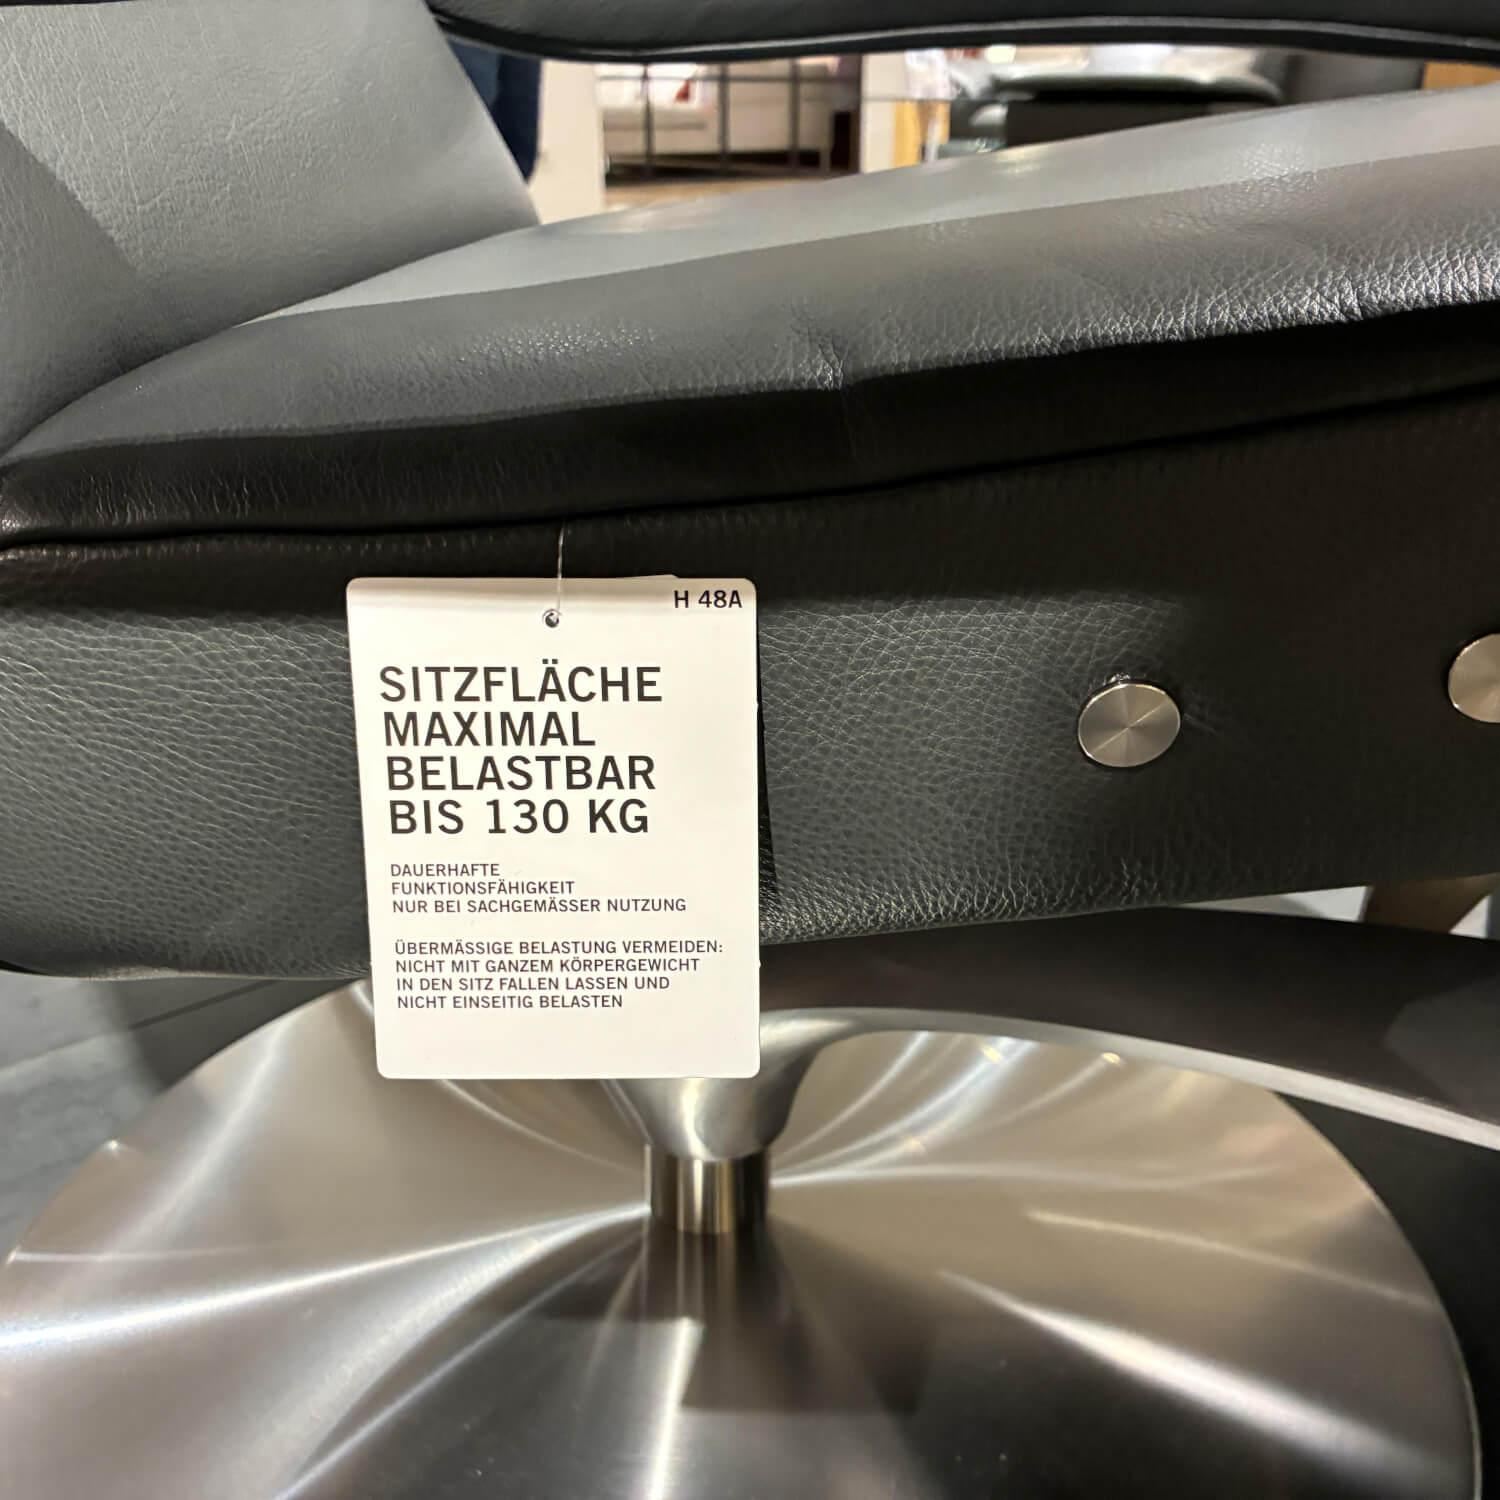 H 48A
SITZFLÄCHE
MAXIMAL
BELASTBAR
BIS 130 KG
DAUERHAFTE
FUNKTIONSFÄHIGKEIT
NUR BEI SACHGEMÄSSER NUTZUNG
ÜBERMÄSSIGE BELASTUNG VERMEIDEN:
NICHT MIT GANZEM KÖRPERGEWICHT
IN DEN SITZ FALLEN LASSEN UND
NICHT EINSEITIG BELASTEN